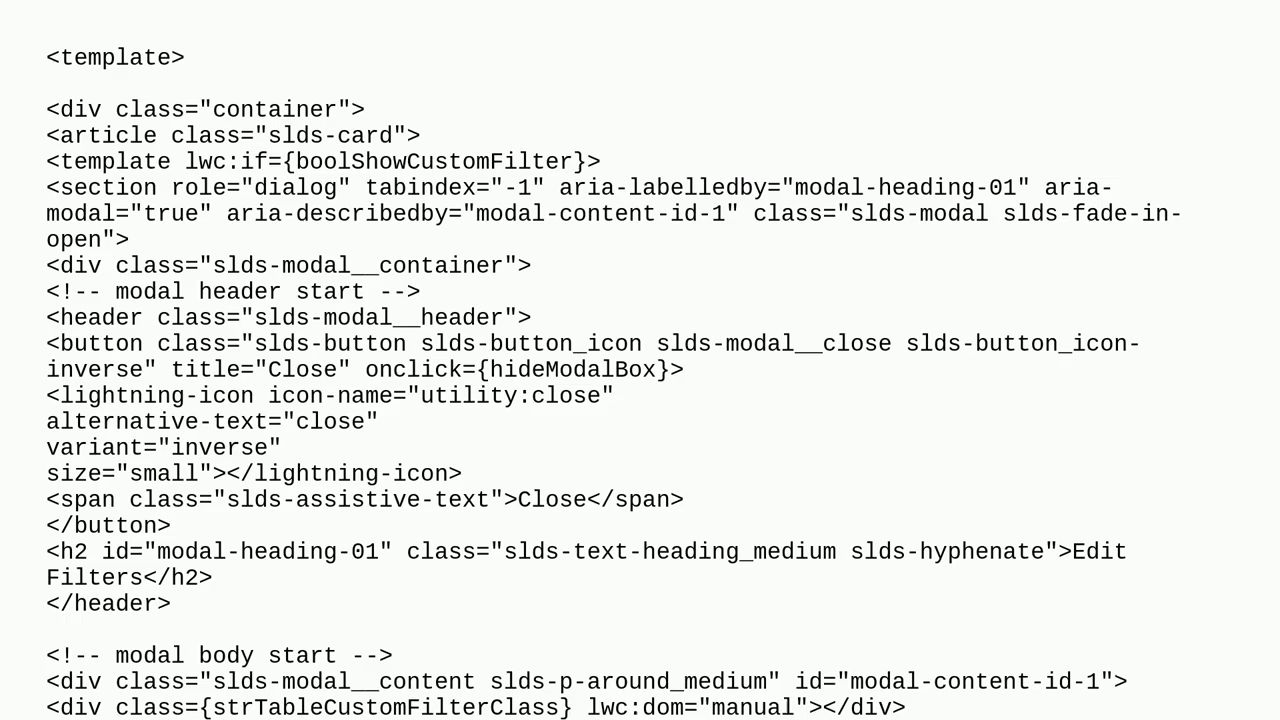 <template>
<div class="container">
<article class="slds-card">
<template lwc:if={boolShowCustomFilter}>
<section role="dialog" tabindex="-1" aria-labelledby="modal-heading-01" aria-
modal="true" aria-describedby="modal-content-id-1" class="slds-modal slds-fade-in-
open">
<div class="slds-modal__container">
<!-- modal header start -->
<header class="slds-modal__header">
<button class="slds-button slds-button_icon slds-modal__close slds-button_icon-
inverse" title="Close" onclick={hideModalBox}>
<lightning-icon icon-name="utility:close"
alternative-text="close"
variant="inverse"
size="small"></lightning-icon>
<span class="slds-assistive-text">Close</span>
</button>
<h2 id="modal-heading-01" class="slds-text-heading_medium slds-hyphenate">Edit
Filters</h2>
</header>
<!-- modal body start -->
<div class="slds-modal__content slds-p-around_medium" id="modal-content-id-1">
<div class={strTableCustomFilterClass} lwc:dom="manual"></div>